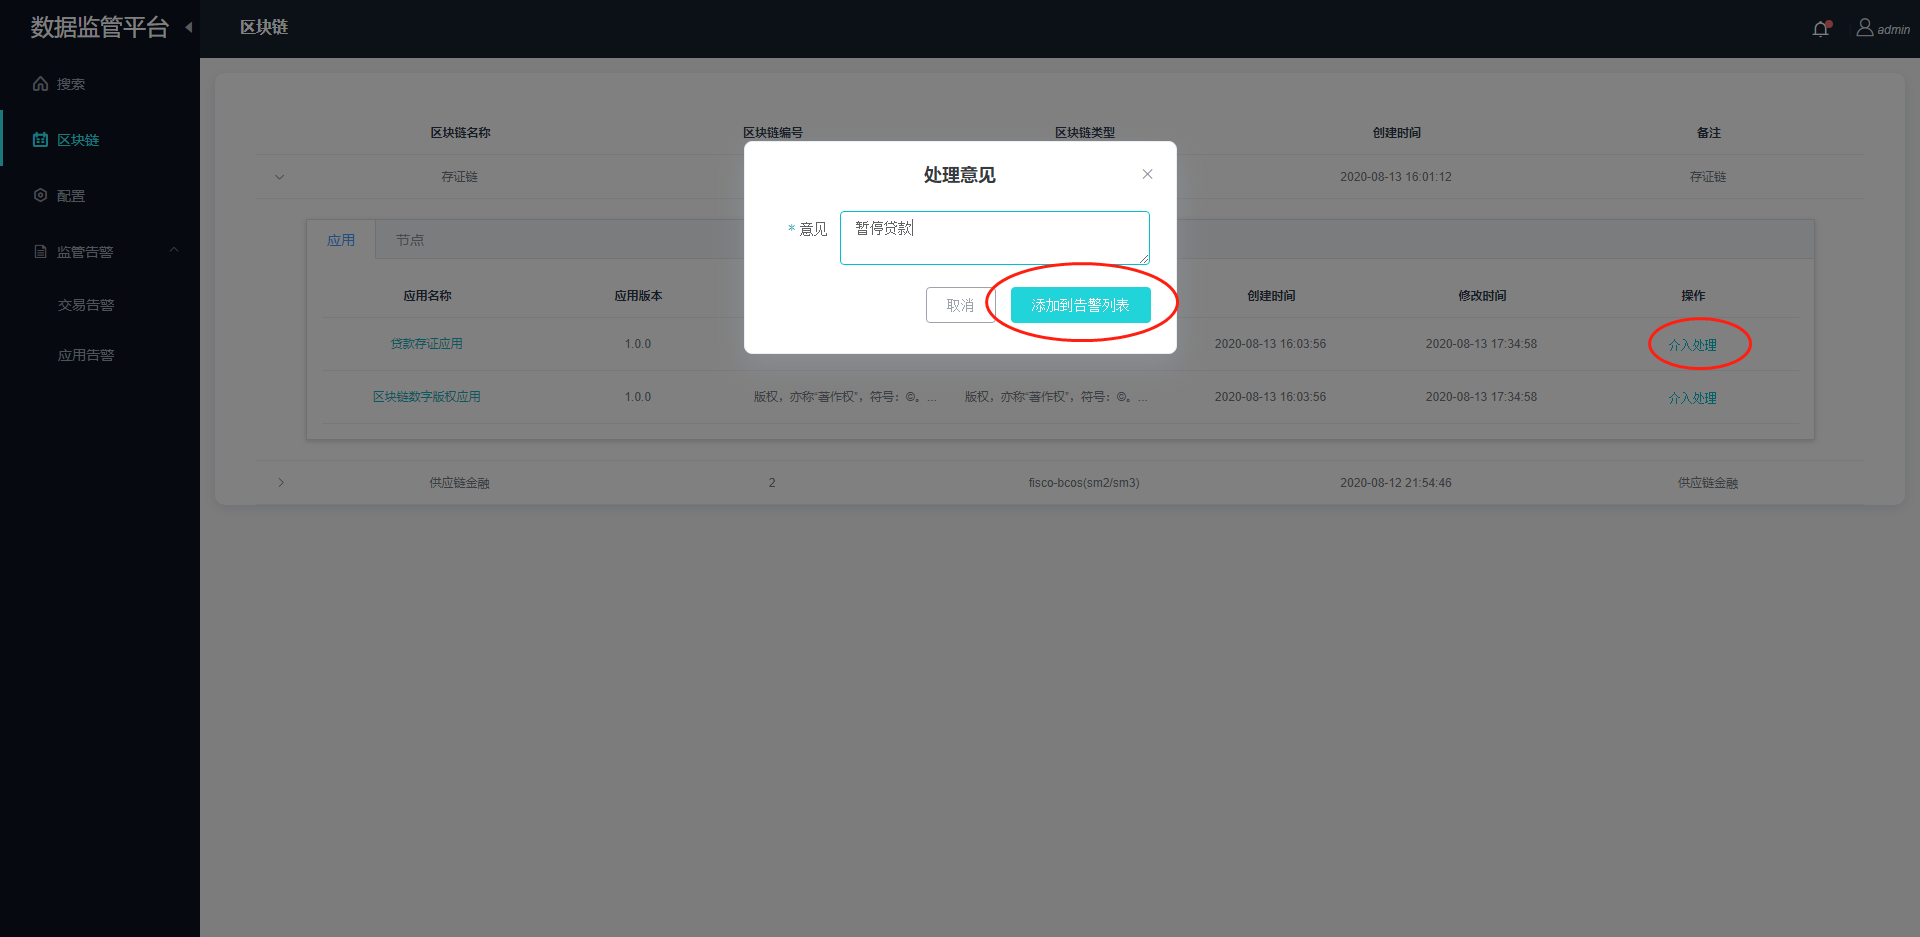 数据监管平台
区块链
admin
搜索
区块链
配置
监管告警
交易告警
应用告警
区块链名称 区块链编号 区块链类型 创建时间 备注
存证链 2020-08-13 16:01:12 存证链
应用 节点
应用名称 应用版本 创建时间 修改时间 操作
贷款存证应用 1.0.0 2020-08-13 16:03:56 2020-08-13 17:34:58 介入处理
区块链数字版权应用 1.0.0 版权，亦称“著作权”，符号：©。... 版权，亦称“著作权”，符号：©。... 2020-08-13 16:03:56 2020-08-13 17:34:58 介入处理
供应链金融 2 fisco-bcos(sm2/sm3) 2020-08-12 21:54:46 供应链金融
处理意见
* 意见 暂停贷款
取消 添加到告警列表